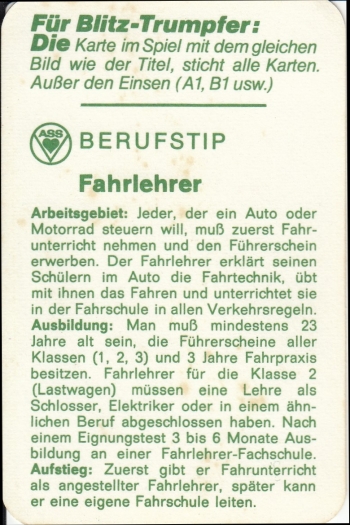 Für Blitz-Trumpfer:
Die Karte im Spiel mit dem gleichen
Bild wie der Titel, sticht alle Karten.
Außer den Einsen (A1, B1 usw.)
ASS
BERUFSTIP
Fahrlehrer
Arbeitsgebiet: Jeder, der ein Auto oder
Motorrad steuern will, muß zuerst Fahr-
unterricht nehmen und den Führerschein
erwerben. Der Fahrlehrer erklärt seinen
Schülern im Auto die Fahrtechnik, übt
mit ihnen das Fahren und unterrichtet sie
in der Fahrschule in allen Verkehrsregeln.
Ausbildung: Man muß mindestens 23
Jahre alt sein, die Führerscheine aller
Klassen (1, 2, 3) und 3 Jahre Fahrpraxis
besitzen. Fahrlehrer für die Klasse 2
(Lastwagen) müssen eine Lehre als
Schlosser, Elektriker oder in einem ähn-
lichen Beruf abgeschlossen haben. Nach
einem Eignungstest 3 bis 6 Monate Aus-
bildung an einer Fahrlehrer-Fachschule.
Aufstieg: Zuerst gibt er Fahrunterricht
als angestellter Fahrlehrer, später kann
er eine eigene Fahrschule leiten.